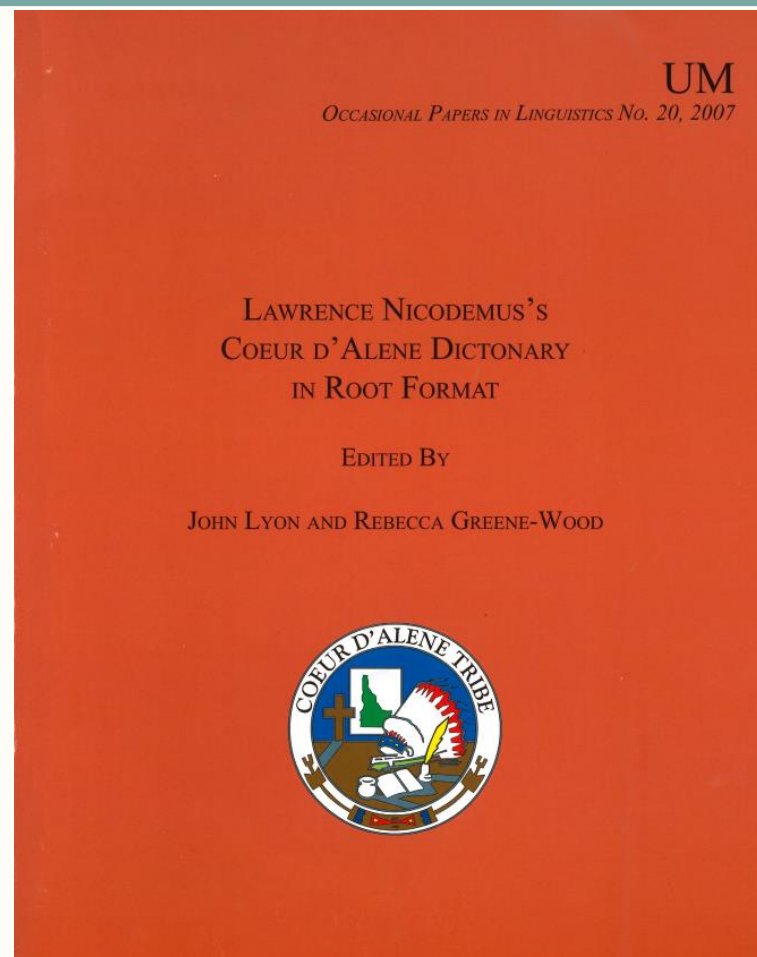 UM
OCCASIONAL PAPERS IN LINGUISTICS NO. 20, 2007
LAWRENCE NICODEMUS'S
COEUR D'ALENE DICTONARY
IN ROOT FORMAT
EDITED BY
JOHN LYON AND REBECCA GREENE-WOOD
COEUR D'ALENE TRIBE